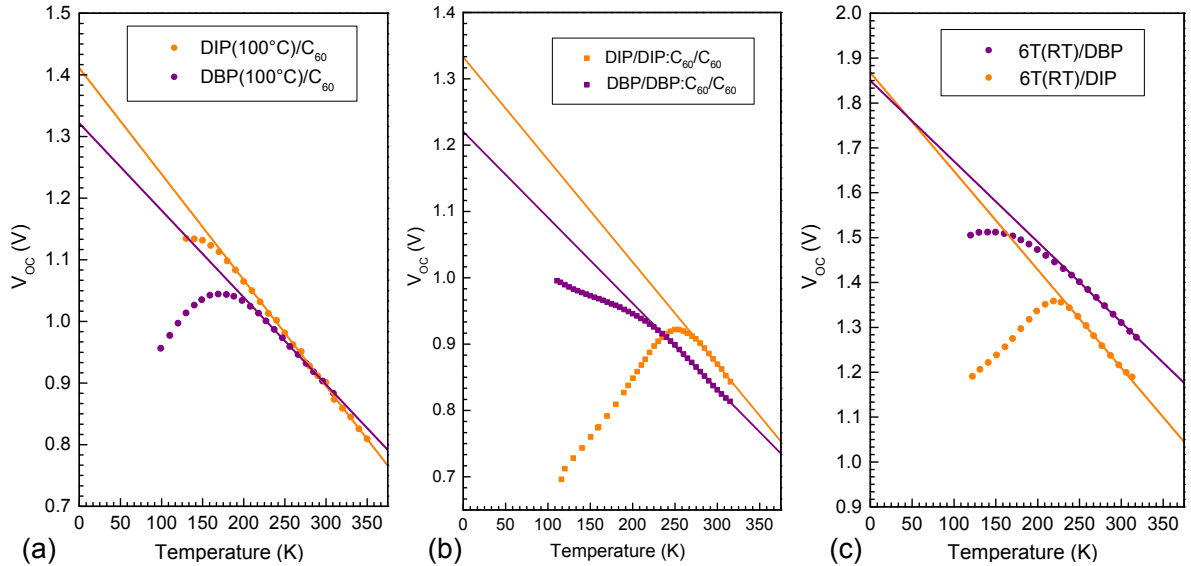 DIP(100°C)/C60
DBP(100°C)/C60
1.5
1.4
1.3
1.2
1.1
1.0
0.9
0.8
0.7
VOC (V)
0 50 100 150 200 250 300 350
Temperature (K)
(a)
DIP/DIP:C60/C60
DBP/DBP:C60/C60
1.4
1.3
1.2
1.1
1.0
0.9
0.8
0.7
VOC (V)
0 50 100 150 200 250 300 350
Temperature (K)
(b)
6T(RT)/DBP
6T(RT)/DIP
2.0
1.9
1.8
1.7
1.6
1.5
1.4
1.3
1.2
1.1
1.0
0.9
VOC (V)
0 50 100 150 200 250 300 350
Temperature (K)
(c)